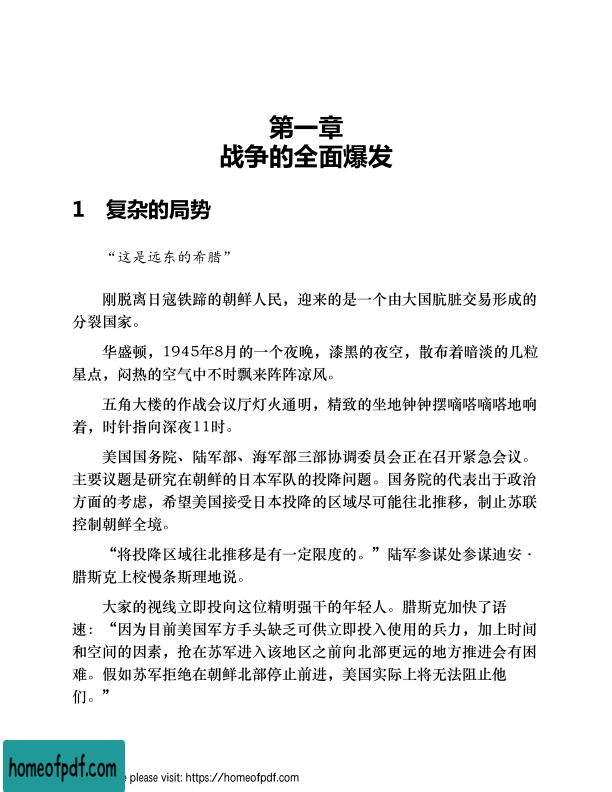 第一章
战争的全面爆发
1 复杂的局势
“这是远东的希腊”
刚脱离日寇铁蹄的朝鲜人民，迎来的是一个由大国肮脏交易形成的
分裂国家。
华盛顿，1945年8月的一个夜晚，漆黑的夜空，散布着暗淡的几粒
星点，闷热的空气中不时飘来阵阵凉风。
五角大楼的作战会议厅灯火通明，精致的坐地钟钟摆嘀嗒嘀嗒地响
着，时针指向深夜11时。
美国国务院、陆军部、海军部三部协调委员会正在召开紧急会议。
主要议题是研究在朝鲜的日本军队的投降问题。国务院的代表出于政治
方面的考虑，希望美国接受日本投降的区域尽可能往北推移，制止苏联
控制朝鲜全境。
“将投降区域往北推移是有一定限度的。”陆军参谋处参谋迪安·
腊斯克上校慢条斯理地说。
大家的视线立即投向这位精明强干的年轻人。腊斯克加快了语
速：“因为目前美国军方手头缺乏可供立即投入使用的兵力，加上时间
和空间的因素，抢在苏军进入该地区之前向北部更远的地方推进会有困
难。假如苏军拒绝在朝鲜北部停止前进，美国实际上将无法阻止他
们。”
homeofpdf.com
e please visit: https://homeofpdf.com